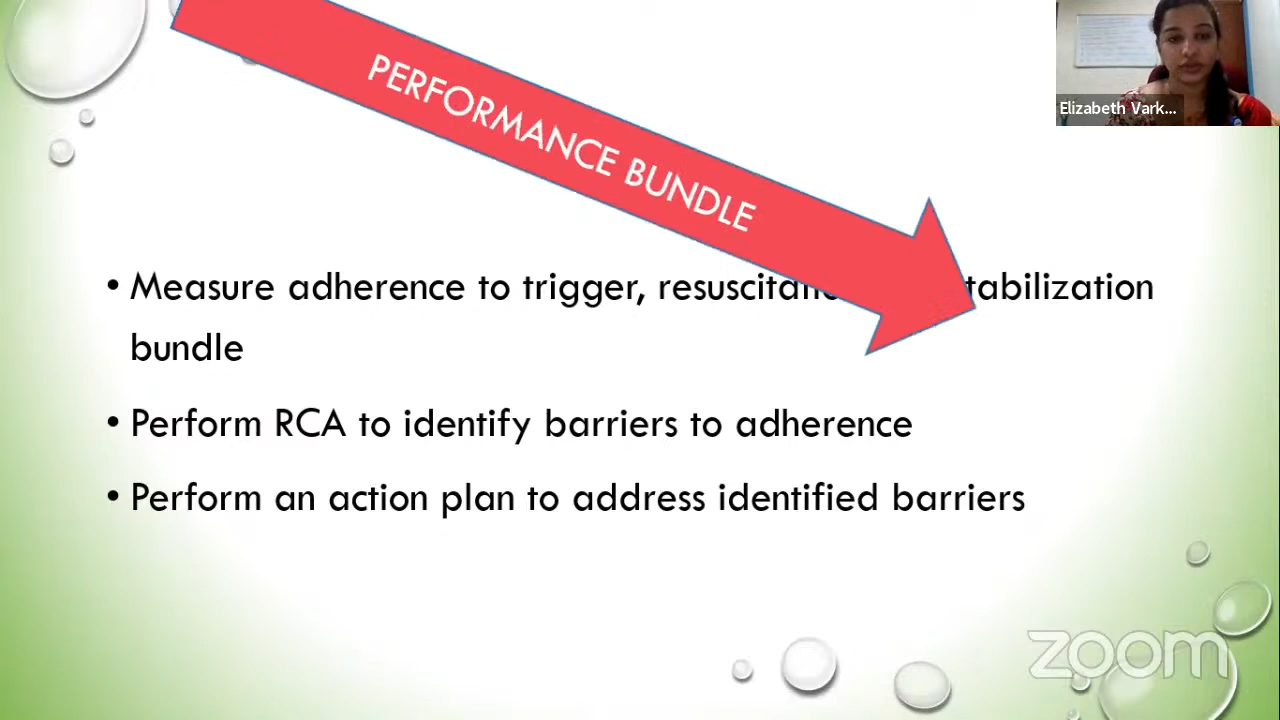 PERFORMANCE BUNDLE
Elizabeth Vark...
• Measure adherence to trigger, resuscitatio tabilization
bundle
• Perform RCA to identify barriers to adherence
• Perform an action plan to address identified barriers
zoom